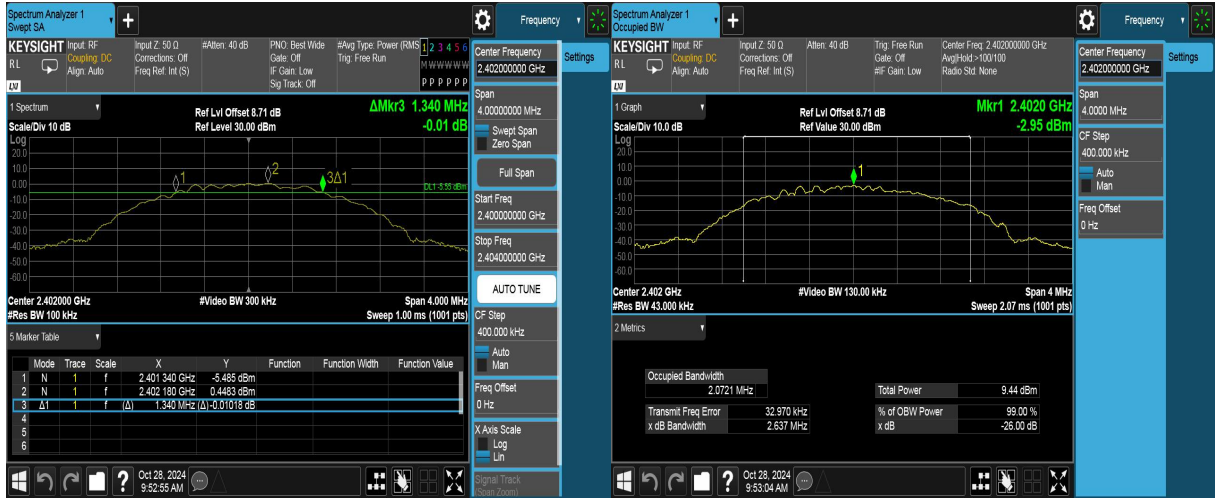 Spectrum Analyzer 1
Swept SA
+
Frequency
KEYSIGHT
RL
Input: RF
Coupling: DC
Align: Auto
Input Z: 50 Ω
Corrections: Off
Freq Ref: Int (S)
#Atten: 40 dB
PNO: Best Wide
Gate: Off
IF Gain: Low
Sig Track: Off
#Avg Type: Power (RMS
Trig: Free Run
1 2 3 4 5 6
M W W W W W
P P P P P P
LXI
1 Spectrum
Scale/Div 10 dB
Ref Lvl Offset 8.71 dB
Ref Level 30.00 dBm
ΔMkr3 1.340 MHz
-0.01 dB
Log
20.0
10.0
0.00
-10.0
-20.0
-30.0
-40.0
-50.0
-60.0
1
2
3Δ1
DL1 -5.55 dBm
Center 2.402000 GHz
#Res BW 100 kHz
#Video BW 300 kHz
Span 4.000 MHz
Sweep 1.00 ms (1001 pts)
5 Marker Table
Mode Trace Scale X Y Function Function Width Function Value
1 N 1 f 2.401 340 GHz -5.485 dBm
2 N 1 f 2.402 180 GHz 0.4483 dBm
3 Δ1 1 f (Δ) 1.340 MHz (Δ) -0.01018 dB
4
5
6
Oct 28, 2024
9:52:55 AM
Center Frequency
2.402000000 GHz
Settings
Span
4.00000000 MHz
Swept Span
Zero Span
Full Span
Start Freq
2.400000000 GHz
Stop Freq
2.404000000 GHz
AUTO TUNE
CF Step
400.000 kHz
Auto
Man
Freq Offset
0 Hz
X Axis Scale
Log
Lin
Signal Track
(Span Zoom)
Spectrum Analyzer 1
Occupied BW
+
Frequency
KEYSIGHT
RL
Input: RF
Coupling: DC
Align: Auto
Input Z: 50 Ω
Corrections: Off
Freq Ref: Int (S)
Atten: 40 dB
Trig: Free Run
Gate: Off
#IF Gain: Low
Center Freq: 2.402000000 GHz
Avg|Hold:>100/100
Radio Std: None
LXI
1 Graph
Scale/Div 10.0 dB
Ref Lvl Offset 8.71 dB
Ref Value 30.00 dBm
Mkr1 2.4020 GHz
-2.95 dBm
Log
20.0
10.0
0.00
-10.0
-20.0
-30.0
-40.0
-50.0
-60.0
1
Center 2.402 GHz
#Res BW 43.000 kHz
#Video BW 130.00 kHz
Span 4 MHz
Sweep 2.07 ms (1001 pts)
2 Metrics
Occupied Bandwidth
2.0721 MHz
Total Power 9.44 dBm
Transmit Freq Error 32.970 kHz
% of OBW Power 99.00 %
x dB Bandwidth 2.637 MHz
x dB -26.00 dB
Oct 28, 2024
9:53:04 AM
Center Frequency
2.402000000 GHz
Settings
Span
4.0000 MHz
CF Step
400.000 kHz
Auto
Man
Freq Offset
0 Hz